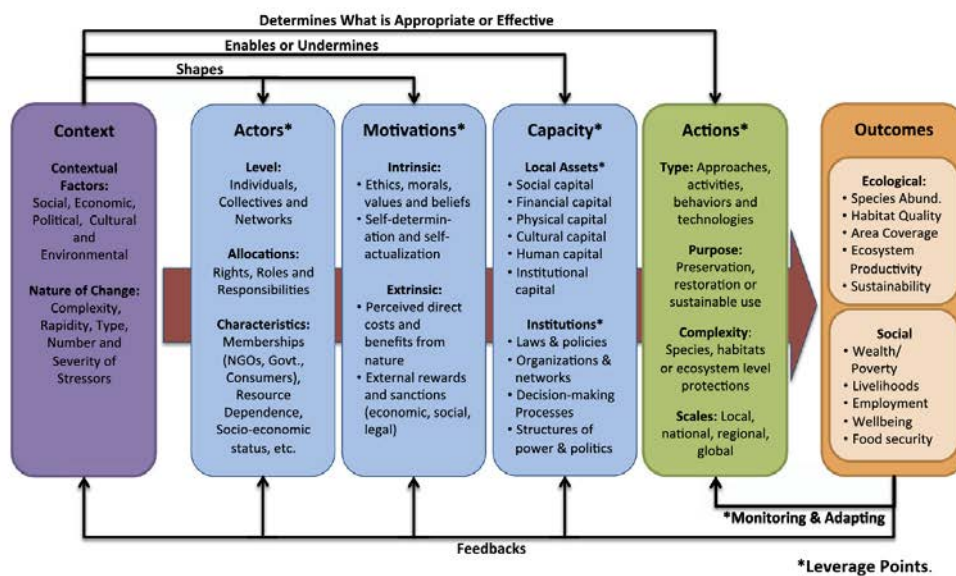 Determines What is Appropriate or Effective
Enables or Undermines
Shapes
Context
Contextual
Factors:
Social, Economic,
Political, Cultural
and
Environmental
Nature of Change:
Complexity,
Rapidity, Type,
Number and
Severity of
Stressors
Actors*
Level:
Individuals,
Collectives and
Networks
Allocations:
Rights, Roles and
Responsibilities
Characteristics:
Memberships
(NGOs, Govt.,
Consumers),
Resource
Dependence,
Socio-economic
status, etc.
Motivations*
Intrinsic:
• Ethics, morals,
values and beliefs
• Self-determin-
ation and self-
actualization
Extrinsic:
• Perceived direct
costs and
benefits from
nature
• External rewards
and sanctions
(economic, social,
legal)
Capacity*
Local Assets*
• Social capital
• Financial capital
• Physical capital
• Cultural capital
• Human capital
• Institutional
capital
Institutions*
• Laws & policies
• Organizations &
networks
• Decision-making
Processes
• Structures of
power & politics
Actions*
Type: Approaches,
activities,
behaviors and
technologies
Purpose:
Preservation,
restoration or
sustainable use
Complexity:
Species, habitats
or ecosystem level
protections
Scales: Local,
national, regional,
global
Outcomes
Ecological:
• Species Abund.
• Habitat Quality
• Area Coverage
• Ecosystem
Productivity
• Sustainability
Social
• Wealth/
Poverty
• Livelihoods
• Employment
• Wellbeing
• Food security
*Monitoring & Adapting
Feedbacks
*Leverage Points.